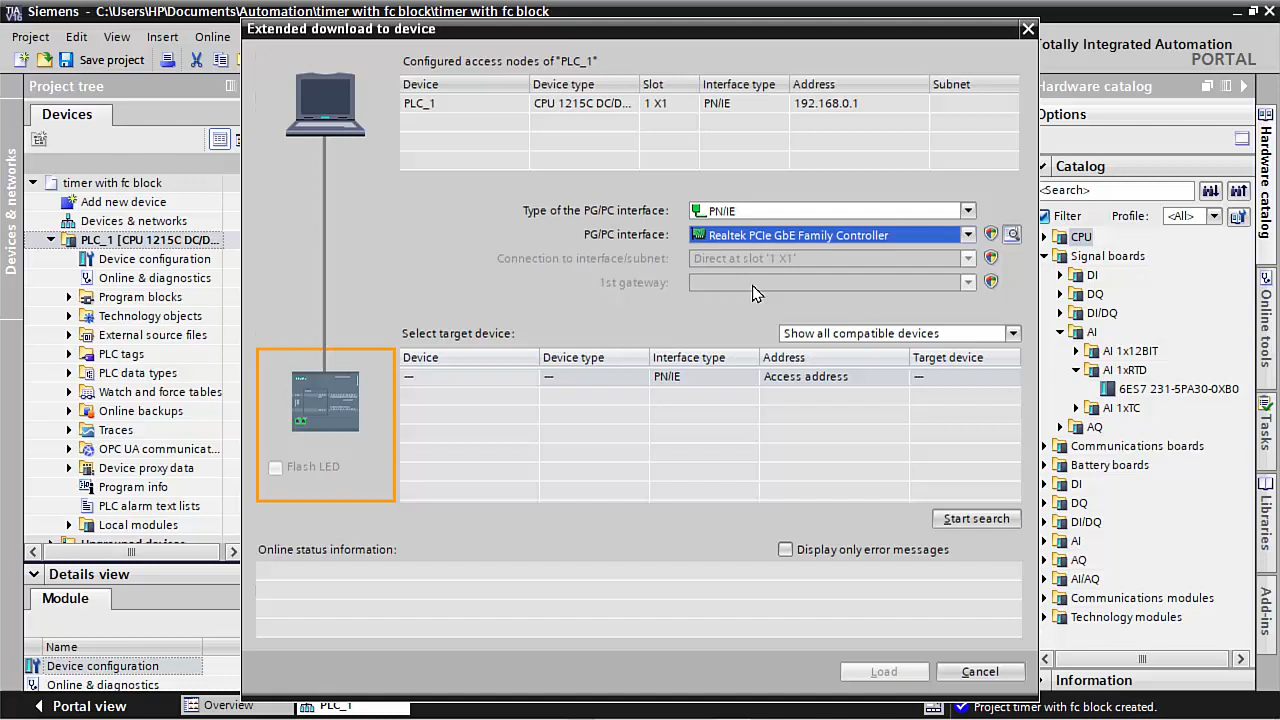 TIA
V16
Siemens - C:\Users\HP\Documents\Automation\timer with fc block\timer with fc block
Project Edit View Insert Online
Save project
Totally Integrated Automation
PORTAL
Project tree
Devices
Devices & networks
timer with fc block
Add new device
Devices & networks
PLC_1 [CPU 1215C DC/D...
Device configuration
Online & diagnostics
Program blocks
Technology objects
External source files
PLC tags
PLC data types
Watch and force tables
Online backups
Traces
OPC UA communicat...
Device proxy data
Program info
PLC alarm text lists
Local modules
Ungrouped devices
Details view
Module
Name
Device configuration
Online & diagnostics
Portal view
Overview
PLC_1
Extended download to device
Configured access nodes of "PLC_1"
Device Device type Slot Interface type Address Subnet
PLC_1 CPU 1215C DC/D... 1 X1 PN/IE 192.168.0.1
Type of the PG/PC interface: PN/IE
PG/PC interface: Realtek PCIe GbE Family Controller
Connection to interface/subnet: Direct at slot '1 X1'
1st gateway:
Select target device: Show all compatible devices
Device Device type Interface type Address Target device
— — PN/IE Access address —
Flash LED
Start search
Online status information: Display only error messages
Load Cancel
Hardware catalog
Options
Catalog
<Search>
Filter Profile: <All>
CPU
Signal boards
DI
DQ
DI/DQ
AI
AI 1x12BIT
AI 1xRTD
6ES7 231-5PA30-0XB0
AI 1xTC
AQ
Communications boards
Battery boards
DI
DQ
DI/DQ
AI
AQ
AI/AQ
Communications modules
Technology modules
Information
Hardware catalog
Online tools
Tasks
Libraries
Add-ins
Project timer with fc block created.